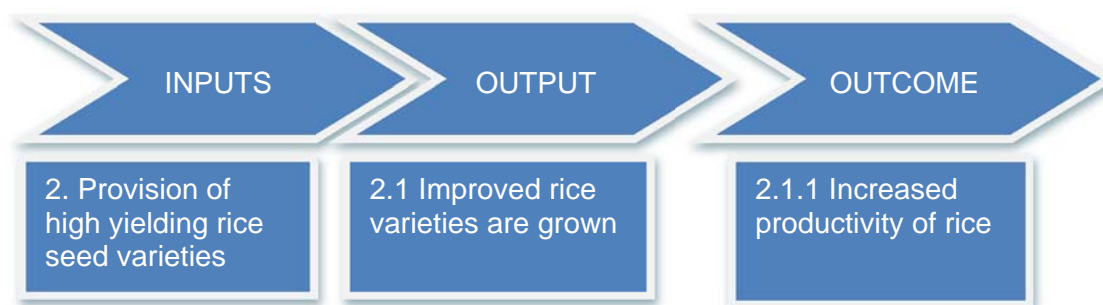 INPUTS
OUTPUT
OUTCOME
2. Provision of
high yielding rice
seed varieties
2.1 Improved rice
varieties are grown
2.1.1 Increased
productivity of rice